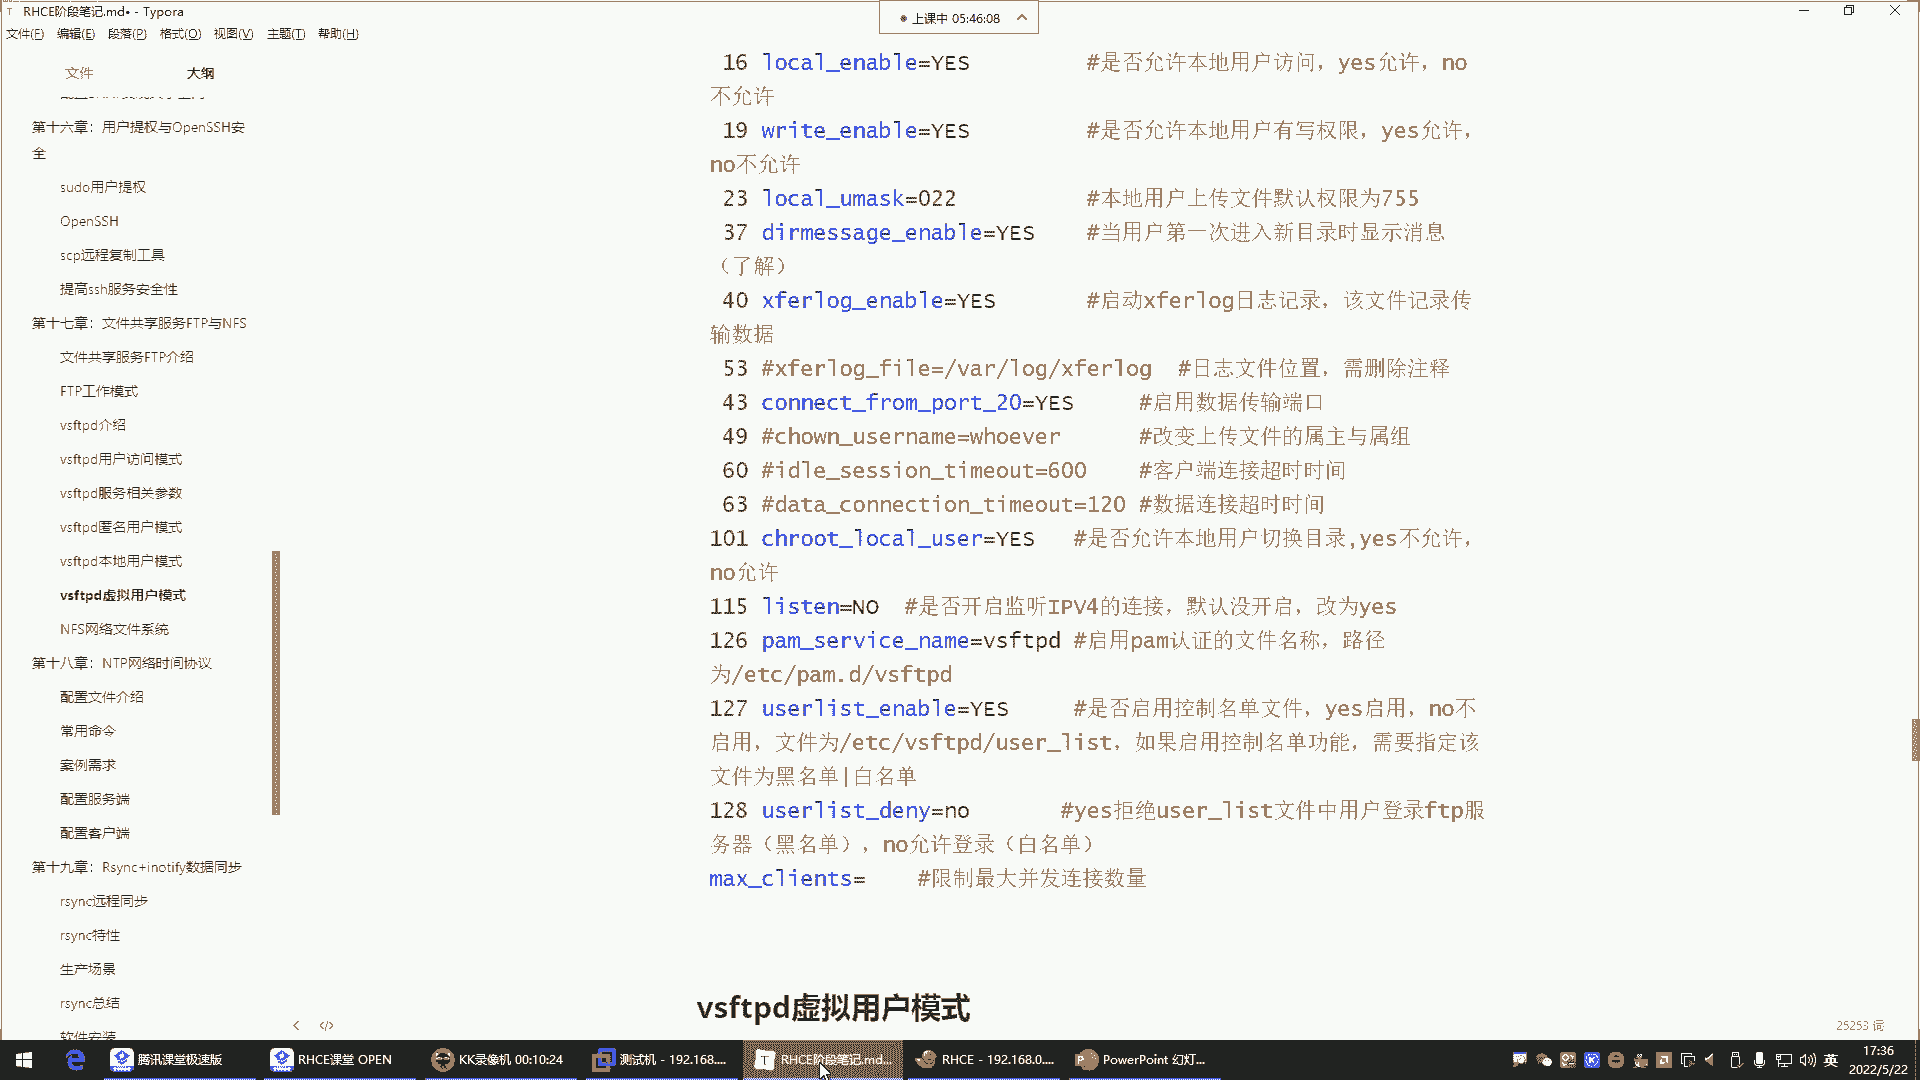 RHCE阶段笔记.md• - Typora
上课中 05:46:08
文件(F) 编辑(E) 段落(P) 格式(O) 视图(V) 主题(T) 帮助(H)
文件 大纲
第十六章：用户提权与OpenSSH安
全
sudo用户提权
OpenSSH
scp远程复制工具
提高ssh服务安全性
第十七章：文件共享服务FTP与NFS
文件共享服务FTP介绍
FTP工作模式
vsftpd介绍
vsftpd用户访问模式
vsftpd服务相关参数
vsftpd匿名用户模式
vsftpd本地用户模式
vsftpd虚拟用户模式
NFS网络文件系统
第十八章：NTP网络时间协议
配置文件介绍
常用命令
案例需求
配置服务端
配置客户端
第十九章：Rsync+inotify数据同步
rsync远程同步
rsync特性
生产场景
rsync总结
软件安装
16 local_enable=YES #是否允许本地用户访问，yes允许，no
不允许
19 write_enable=YES #是否允许本地用户有写权限，yes允许，
no不允许
23 local_umask=022 #本地用户上传文件默认权限为755
37 dirmessage_enable=YES #当用户第一次进入新目录时显示消息
（了解）
40 xferlog_enable=YES #启动xferlog日志记录，该文件记录传
输数据
53 #xferlog_file=/var/log/xferlog #日志文件位置，需删除注释
43 connect_from_port_20=YES #启用数据传输端口
49 #chown_username=whoever #改变上传文件的属主与属组
60 #idle_session_timeout=600 #客户端连接超时时间
63 #data_connection_timeout=120 #数据连接超时时间
101 chroot_local_user=YES #是否允许本地用户切换目录,yes不允许，
no允许
115 listen=NO #是否开启监听IPV4的连接，默认没开启，改为yes
126 pam_service_name=vsftpd #启用pam认证的文件名称，路径
为/etc/pam.d/vsftpd
127 userlist_enable=YES #是否启用控制名单文件，yes启用，no不
启用，文件为/etc/vsftpd/user_list，如果启用控制名单功能，需要指定该
文件为黑名单|白名单
128 userlist_deny=no #yes拒绝user_list文件中用户登录ftp服
务器（黑名单），no允许登录（白名单）
max_clients= #限制最大并发连接数量
vsftpd虚拟用户模式
25253 词
腾讯课堂极速版 RHCE课堂 OPEN KK录像机 00:10:24 测试机 - 192.168.... RHCE阶段笔记.md... RHCE - 192.168.0.... PowerPoint 幻灯... 英 17:36
2022/5/22